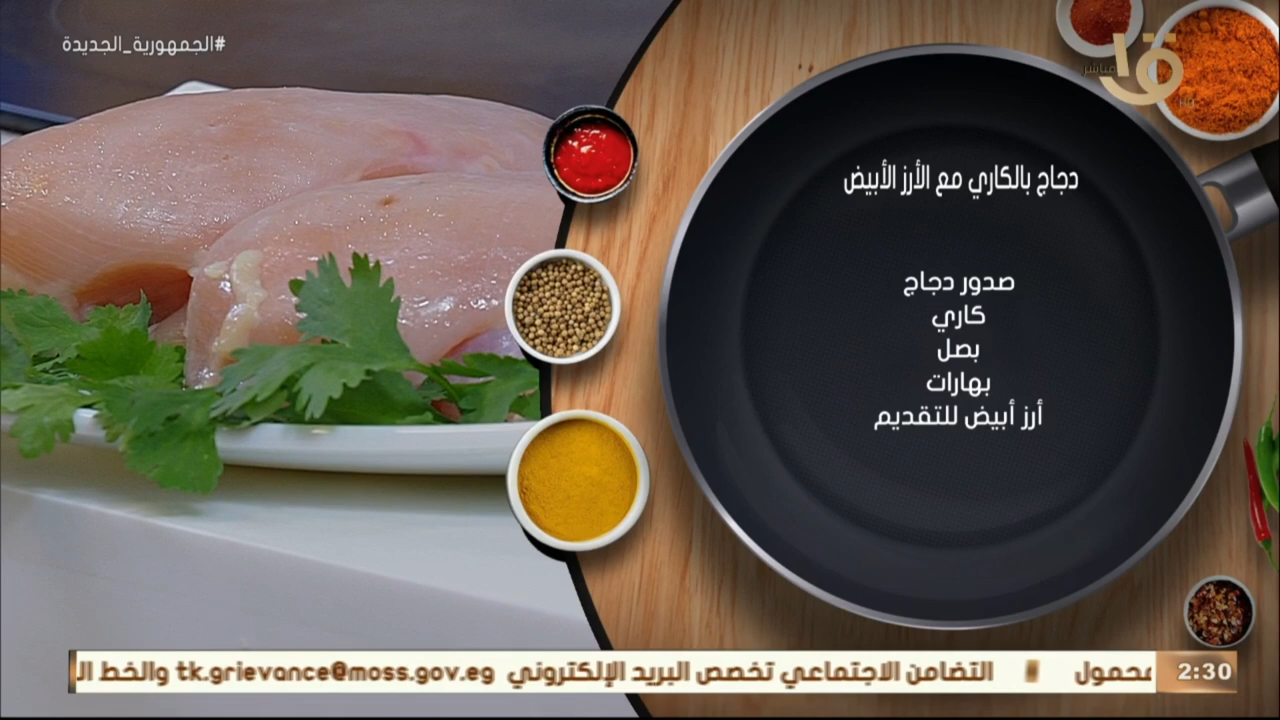 #الجمهورية_الجديدة
مباشر
HD
دجاج بالكاري مع الأرز الأبيض
صدور دجاج
كاري
بصل
بهارات
أرز أبيض للتقديم
2:30
محمول التضامن الاجتماعي تخصص البريد الإلكتروني tk.grievance@moss.gov.eg والخط ال